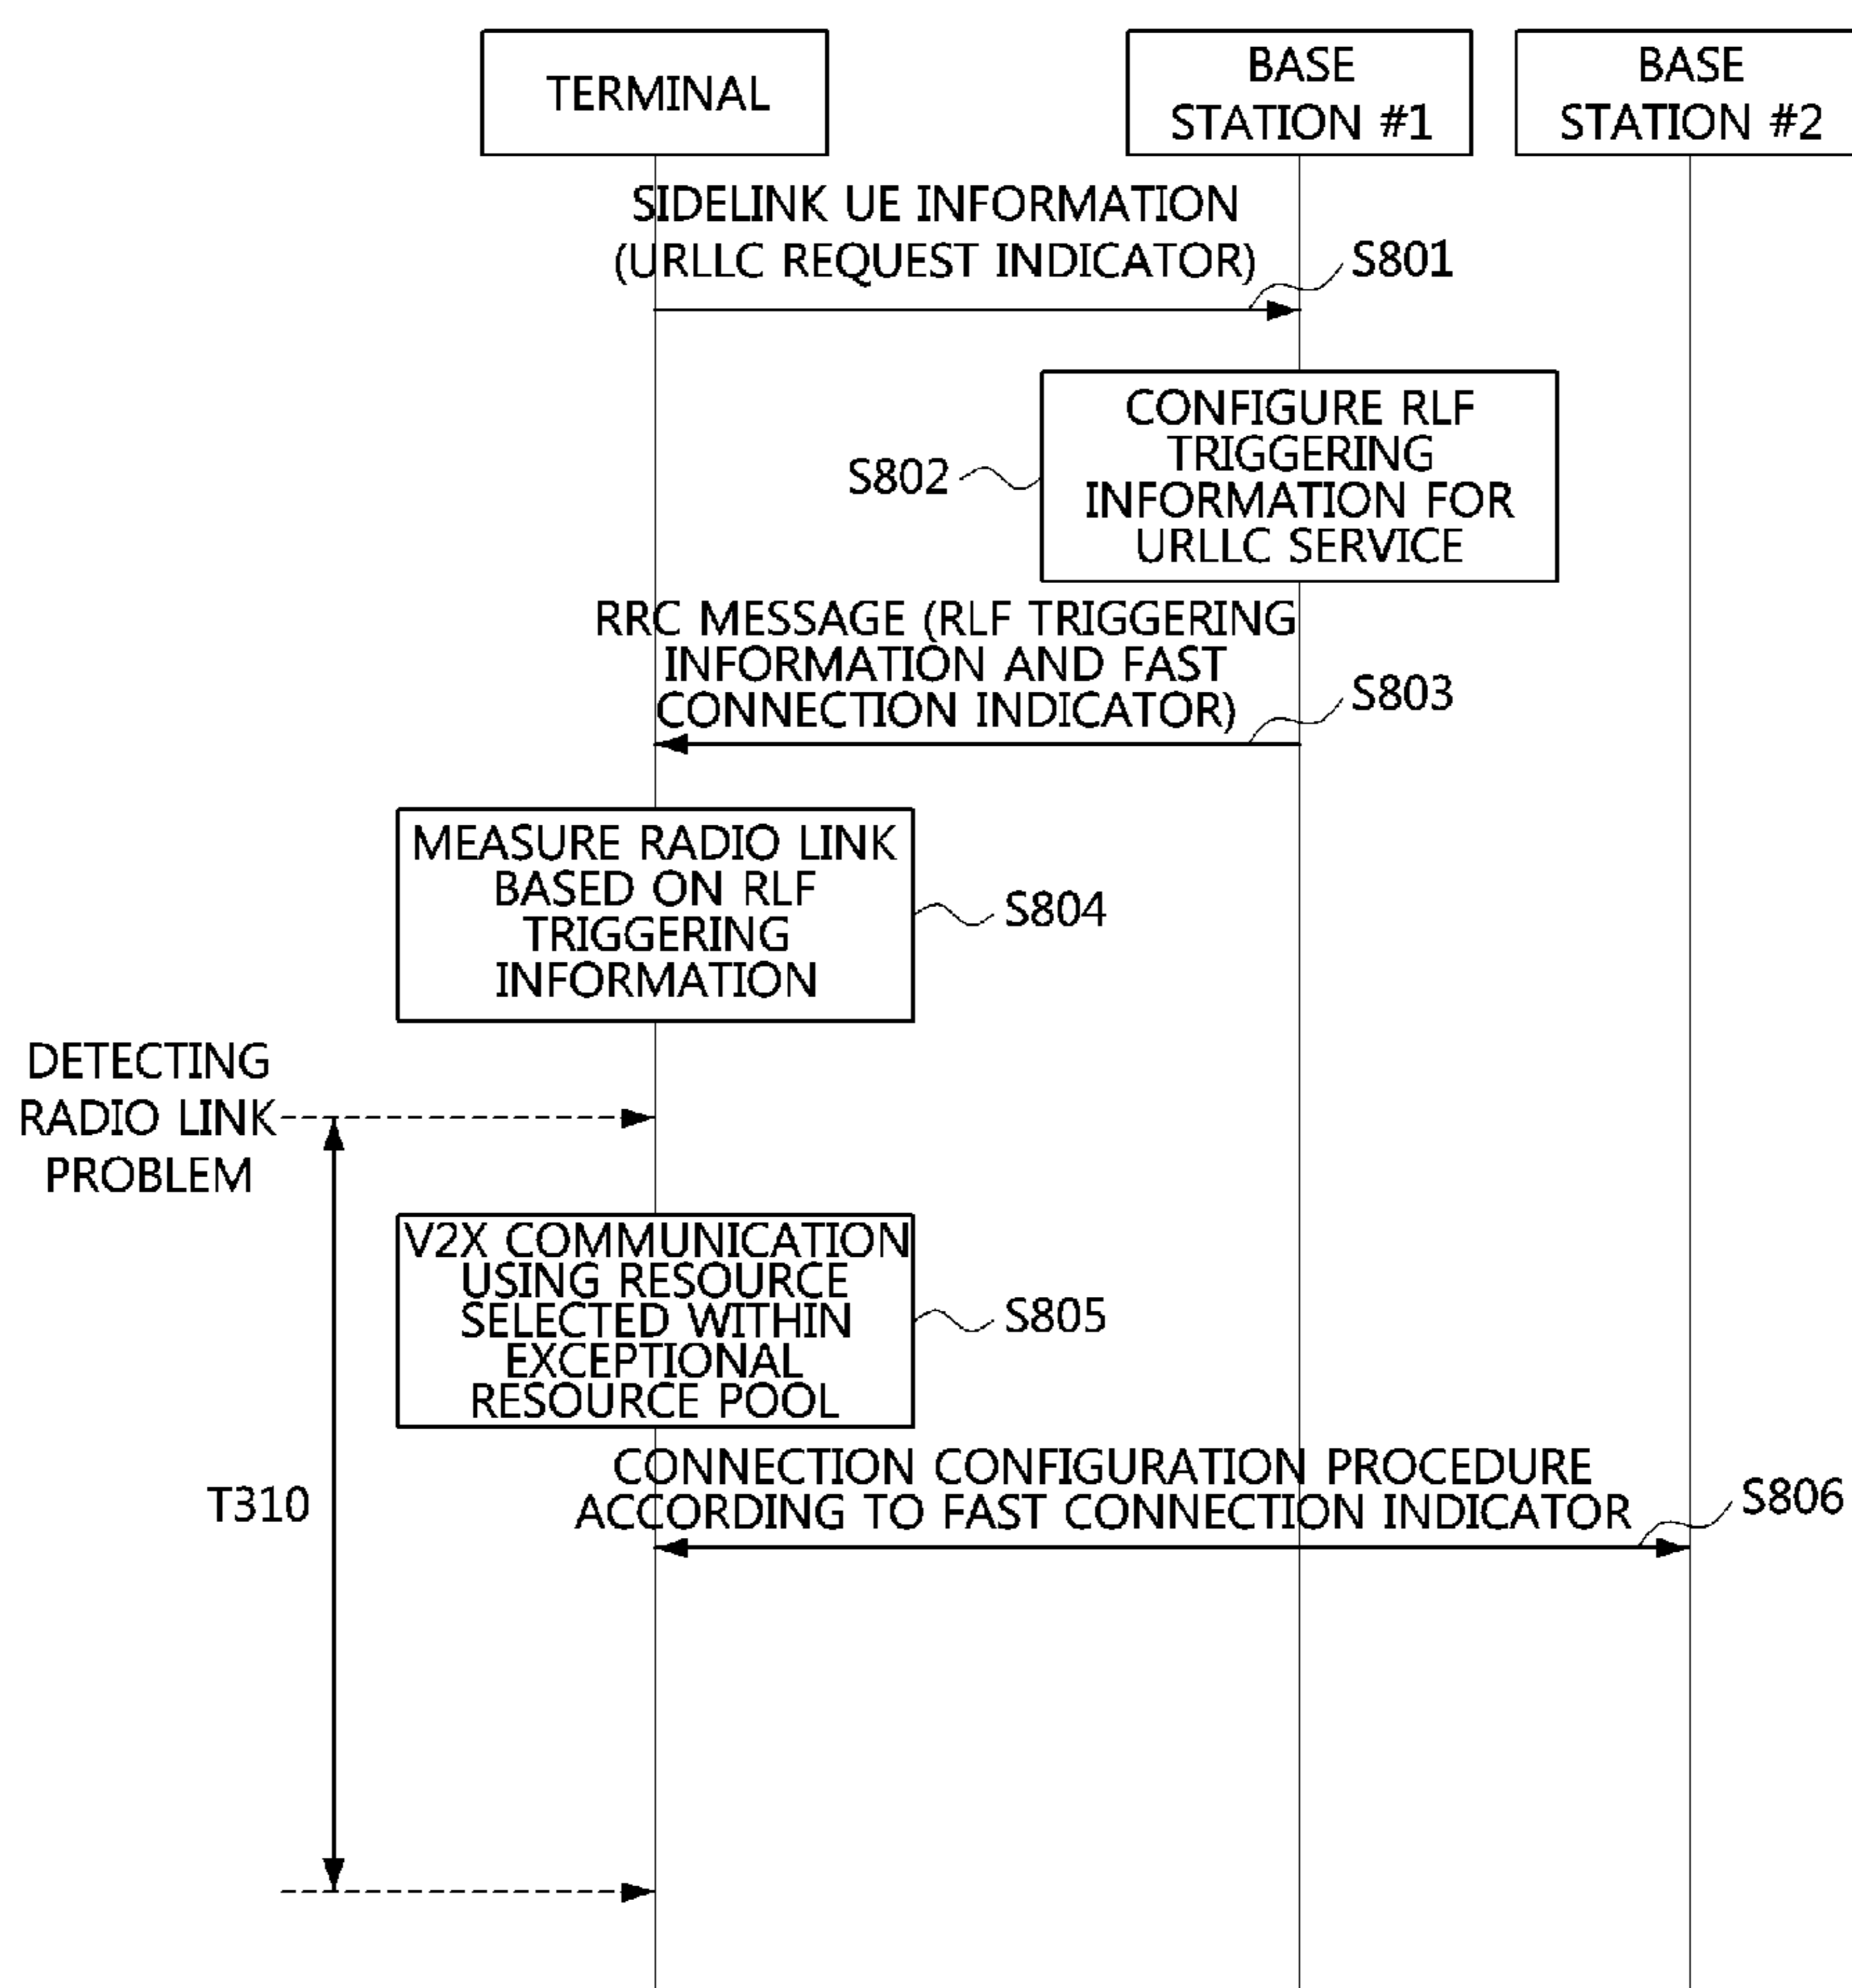 TERMINAL
BASE
STATION #1
BASE
STATION #2
SIDELINK UE INFORMATION
(URLLC REQUEST INDICATOR)
S801
CONFIGURE RLF
TRIGGERING
INFORMATION FOR
URLLC SERVICE
S802
RRC MESSAGE (RLF TRIGGERING
INFORMATION AND FAST
CONNECTION INDICATOR)
S803
MEASURE RADIO LINK
BASED ON RLF
TRIGGERING
INFORMATION
S804
DETECTING
RADIO LINK
PROBLEM
V2X COMMUNICATION
USING RESOURCE
SELECTED WITHIN
EXCEPTIONAL
RESOURCE POOL
S805
CONNECTION CONFIGURATION PROCEDURE
ACCORDING TO FAST CONNECTION INDICATOR
S806
T310